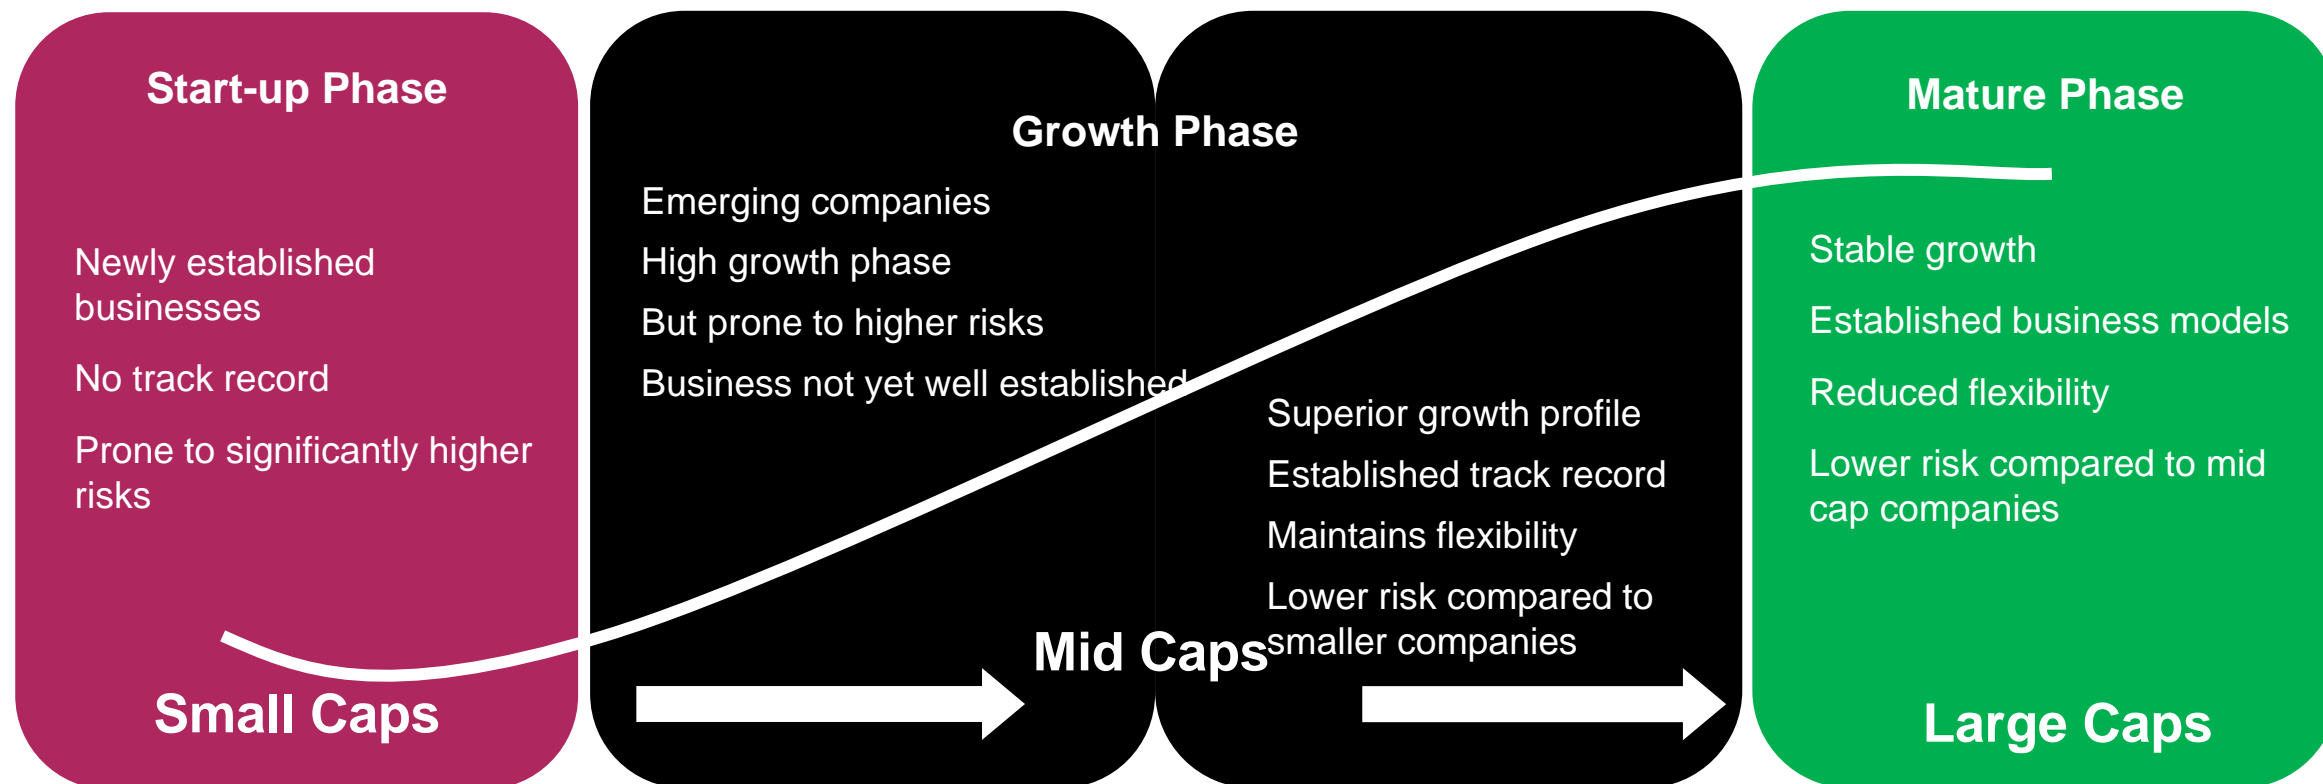 Start-up Phase
Newly established
businesses
No track record
Prone to significantly higher
risks
Small Caps
Growth Phase
Emerging companies
High growth phase
But prone to higher risks
Business not yet well established
Superior growth profile
Established track record
Maintains flexibility
Lower risk compared to
smaller companies
Mid Caps
Mature Phase
Stable growth
Established business models
Reduced flexibility
Lower risk compared to mid
cap companies
Large Caps